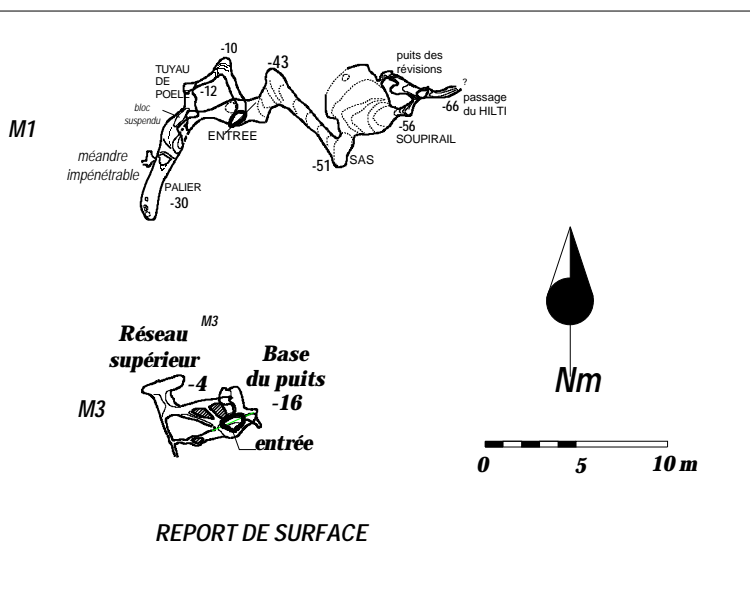 M1
-10
TUYAU
DE
POELE
-12
bloc
suspendu
ENTREE
-43
méandre
impénétrable
PALIER
-30
-51
SAS
puits des
révisions
?
-66
passage
du HILTI
-56
SOUPIRAIL
M3
Réseau
supérieur
-4
M3
Base
du puits
-16
entrée
Nm
0 5 10 m
REPORT DE SURFACE